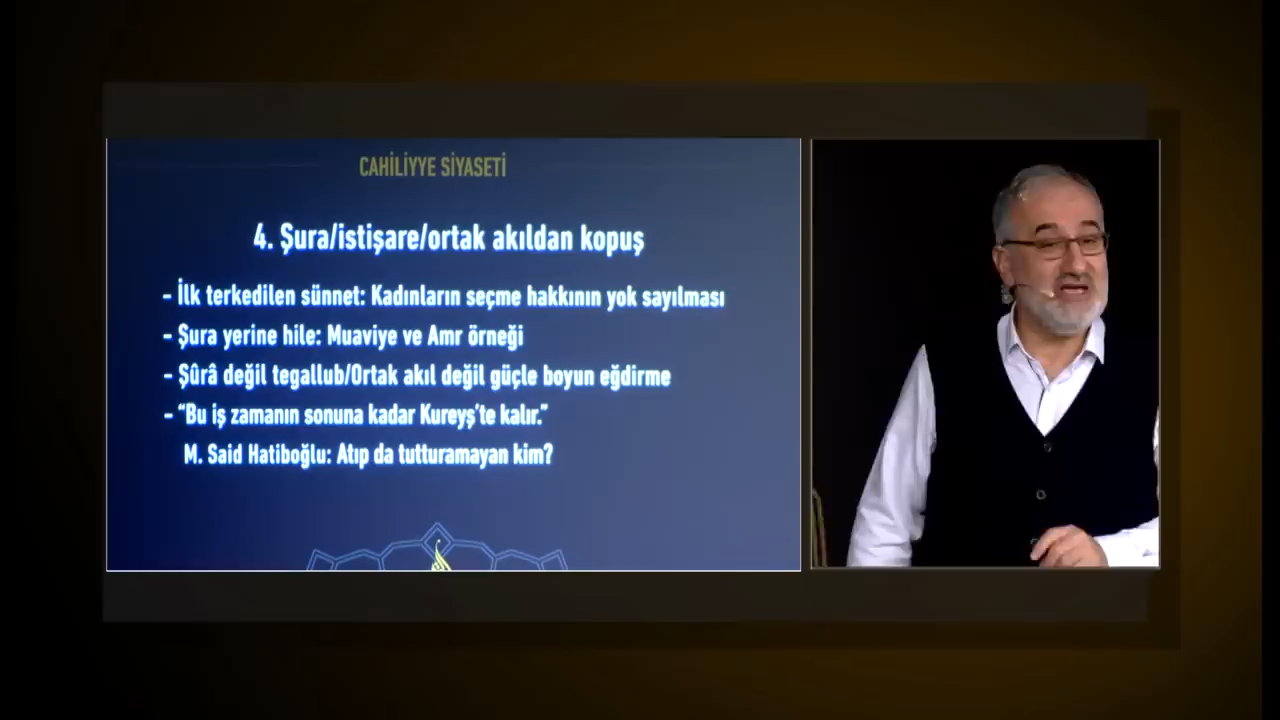 CAHİLİYYE SİYASETİ
4. Şura/istişare/ortak akıldan kopuş
- İlk terkedilen sünnet: Kadınların seçme hakkının yok sayılması
- Şura yerine hile: Muaviye ve Amr örneği
- Şûrâ değil tegallub/Ortak akıl değil güçle boyun eğdirme
- “Bu iş zamanın sonuna kadar Kureyş’te kalır.”
M. Said Hatiboğlu: Atıp da tutturamayan kim?